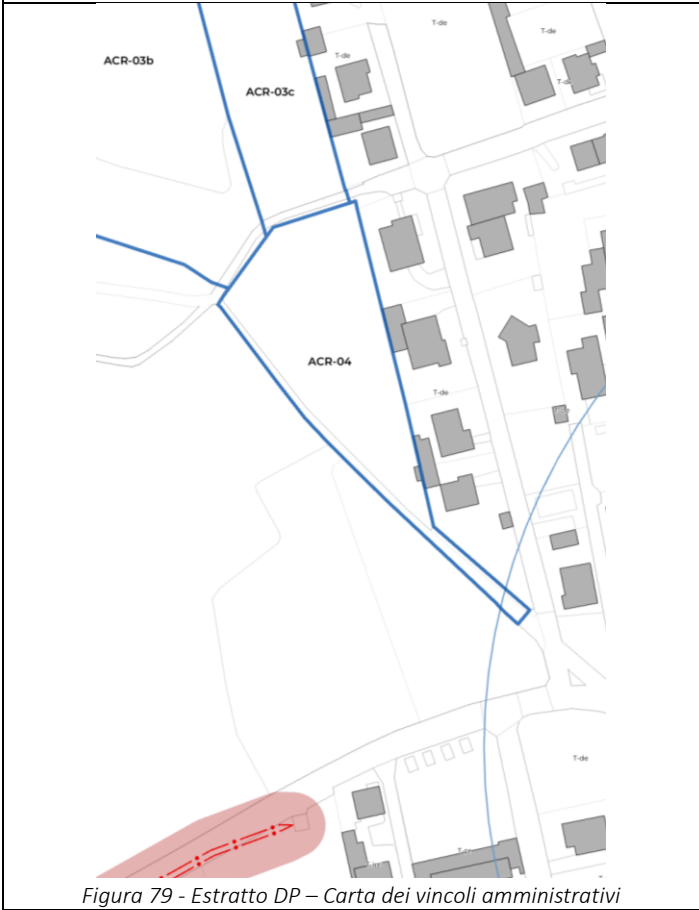 T-de
T-de
ACR-03b
T-de
ACR-03c
ACR-04
T-de
T-de
Figura 79 - Estratto DP – Carta dei vincoli amministrativi